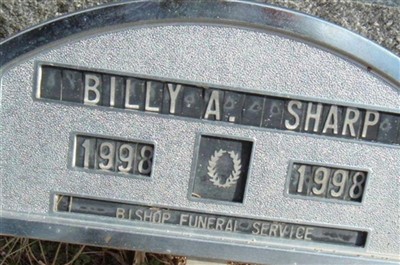 BILLY A. SHARP
1998 1998
BISHOP FUNERAL SERVICE